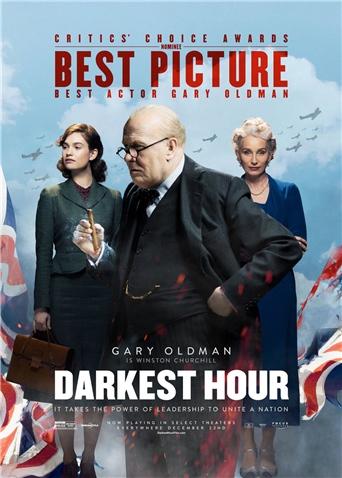 CRITICS' CHOICE AWARDS
NOMINEE
BEST PICTURE
BEST ACTOR GARY OLDMAN
GARY OLDMAN
IS WINSTON CHURCHILL
DARKEST HOUR
IT TAKES THE POWER OF LEADERSHIP TO UNITE A NATION
NOW PLAYING IN SELECT THEATERS
EVERYWHERE DECEMBER 22ND
FOCUS